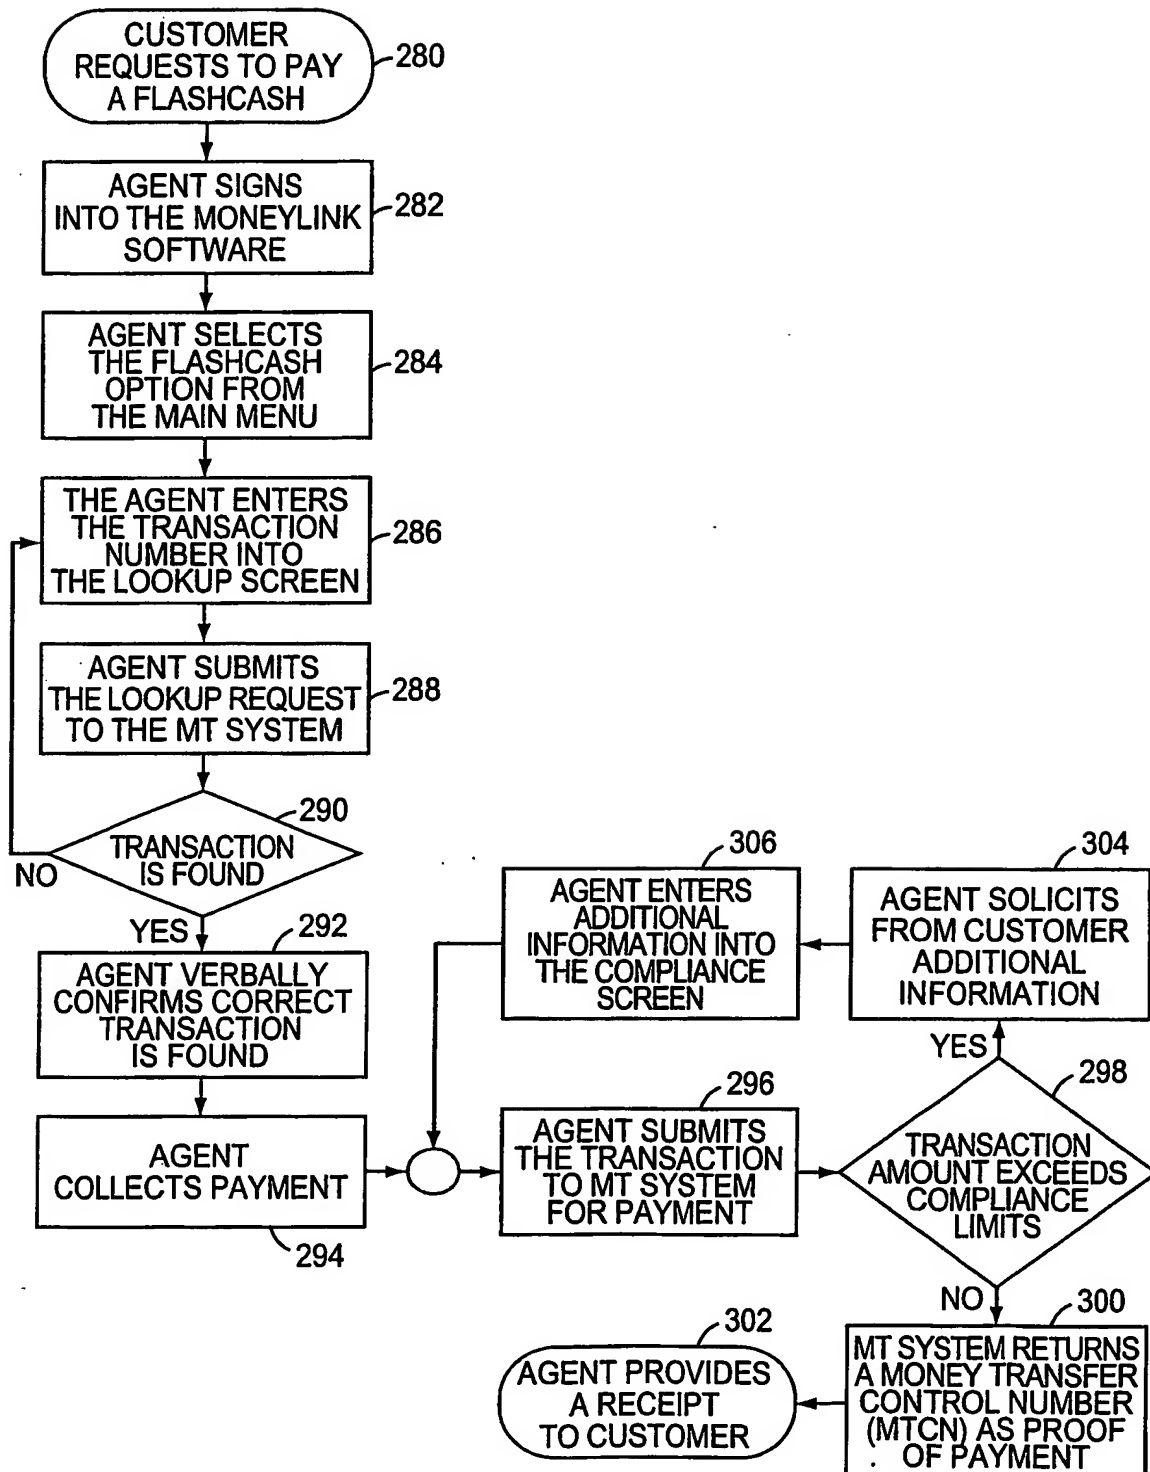 CUSTOMER
REQUESTS TO PAY
A FLASHCASH
280
AGENT SIGNS
INTO THE MONEYLINK
SOFTWARE
282
AGENT SELECTS
THE FLASHCASH
OPTION FROM
THE MAIN MENU
284
THE AGENT ENTERS
THE TRANSACTION
NUMBER INTO
THE LOOKUP SCREEN
286
AGENT SUBMITS
THE LOOKUP REQUEST
TO THE MT SYSTEM
288
290
TRANSACTION
IS FOUND
NO
YES
292
AGENT VERBALLY
CONFIRMS CORRECT
TRANSACTION
IS FOUND
AGENT
COLLECTS PAYMENT
294
306
AGENT ENTERS
ADDITIONAL
INFORMATION INTO
THE COMPLIANCE
SCREEN
304
AGENT SOLICITS
FROM CUSTOMER
ADDITIONAL
INFORMATION
YES
296
AGENT SUBMITS
THE TRANSACTION
TO MT SYSTEM
FOR PAYMENT
298
TRANSACTION
AMOUNT EXCEEDS
COMPLIANCE
LIMITS
NO
300
MT SYSTEM RETURNS
A MONEY TRANSFER
CONTROL NUMBER
(MTCN) AS PROOF
OF PAYMENT
302
AGENT PROVIDES
A RECEIPT
TO CUSTOMER